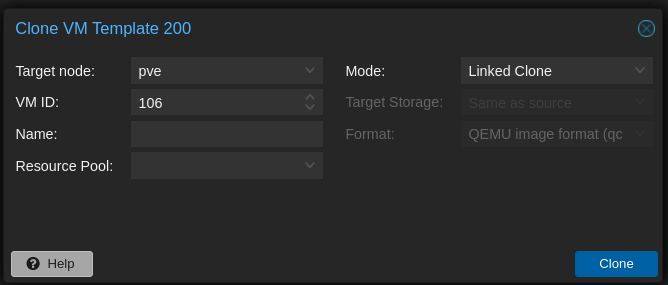 Clone VM Template 200
Target node: pve Mode: Linked Clone
VM ID: 106 Target Storage: Same as source
Name: Format: QEMU image format (qc
Resource Pool:
Help Clone